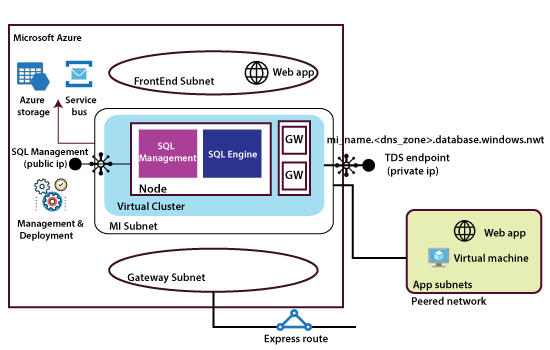 Microsoft Azure
FrontEnd Subnet
Web app
Azure
storage
Service
bus
SQL Management
(public ip)
Management &
Deployment
SQL
Management
SQL Engine
Node
Virtual Cluster
MI Subnet
GW
GW
mi_name.<dns_zone>.database.windows.nwt
TDS endpoint
(private ip)
Web app
Virtual machine
App subnets
Peered network
Gateway Subnet
Express route